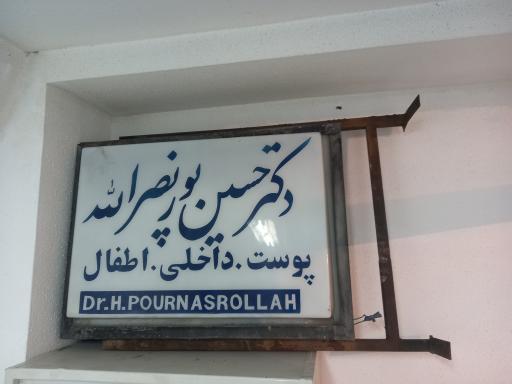 دکتر حسین پورنصرالله
پوست . داخلی . اطفال
Dr.H.POURNASROLLAH